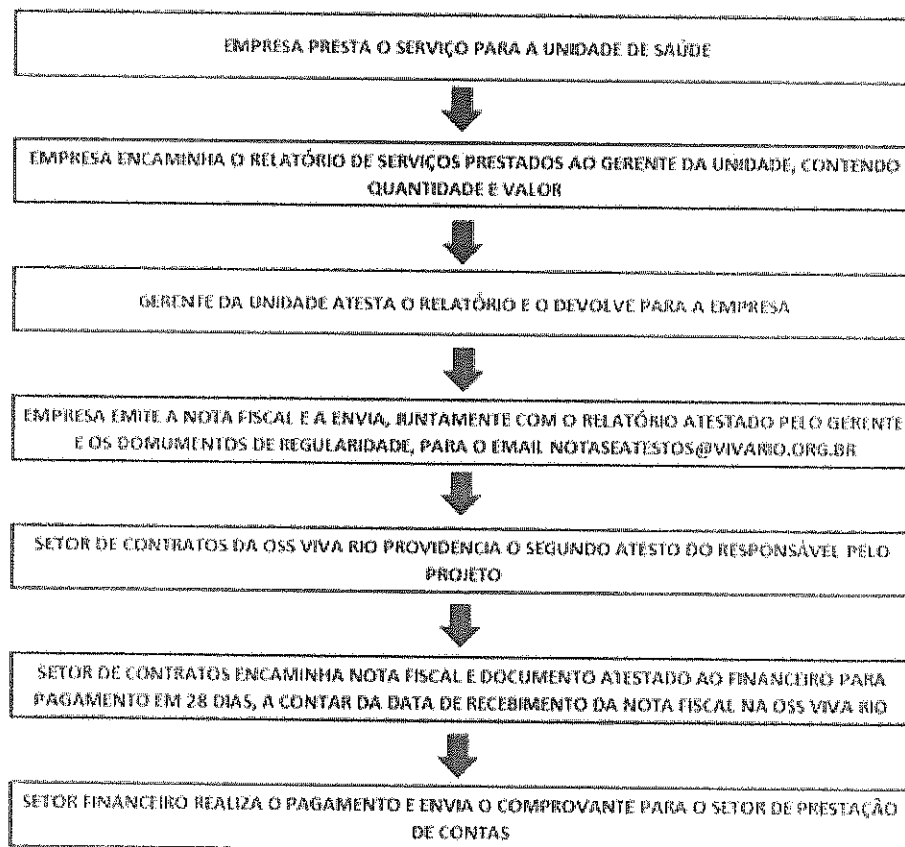 EMPRESA PRESTA O SERVIÇO PARA A UNIDADE DE SAÚDE
EMPRESA ENCAMINHA O RELATÓRIO DE SERVIÇOS PRESTADOS AO GERENTE DA UNIDADE, CONTENDO
QUANTIDADE E VALOR
GERENTE DA UNIDADE ATESTA O RELATÓRIO E O DEVOLVE PARA A EMPRESA
EMPRESA EMITE A NOTA FISCAL E A ENVIA, JUNTAMENTE COM O RELATÓRIO ATESTADO PELO GERENTE
E OS DOMUMENTOS DE REGULARIDADE, PARA O EMAIL NOTASEATESTOS@VIVARIO.ORG.BR
SETOR DE CONTRATOS DA OSS VIVA RIO PROVIDENCIA O SEGUNDO ATESTO DO RESPONSÁVEL PELO
PROJETO
SETOR DE CONTRATOS ENCAMINHA NOTA FISCAL E DOCUMENTO ATESTADO AO FINANCEIRO PARA
PAGAMENTO EM 28 DIAS, A CONTAR DA DATA DE RECEBIMENTO DA NOTA FISCAL NA OSS VIVA RIO
SETOR FINANCEIRO REALIZA O PAGAMENTO E ENVIA O COMPROVANTE PARA O SETOR DE PRESTAÇÃO
DE CONTAS